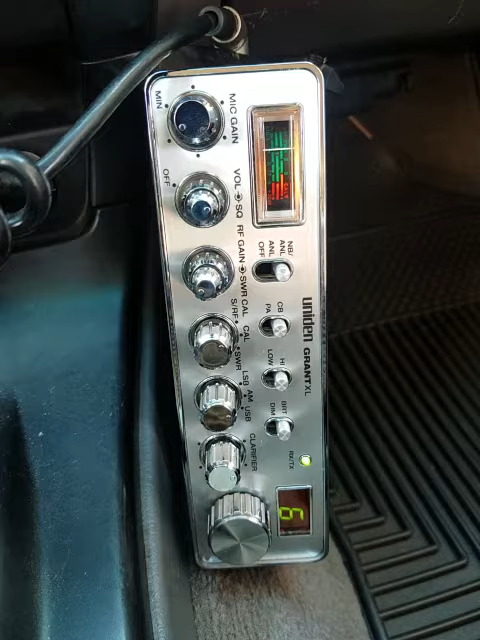 uniden GRANT XL
NB/
ANL
ANL
OFF
CB
PA
HI
LOW
BRT
DIM
RX/TX
MIC GAIN
MIN
VOL SQ
OFF
RF GAIN SWR CAL
CAL
S/RF
SWR
AM
LSB
USB
CLARIFIER